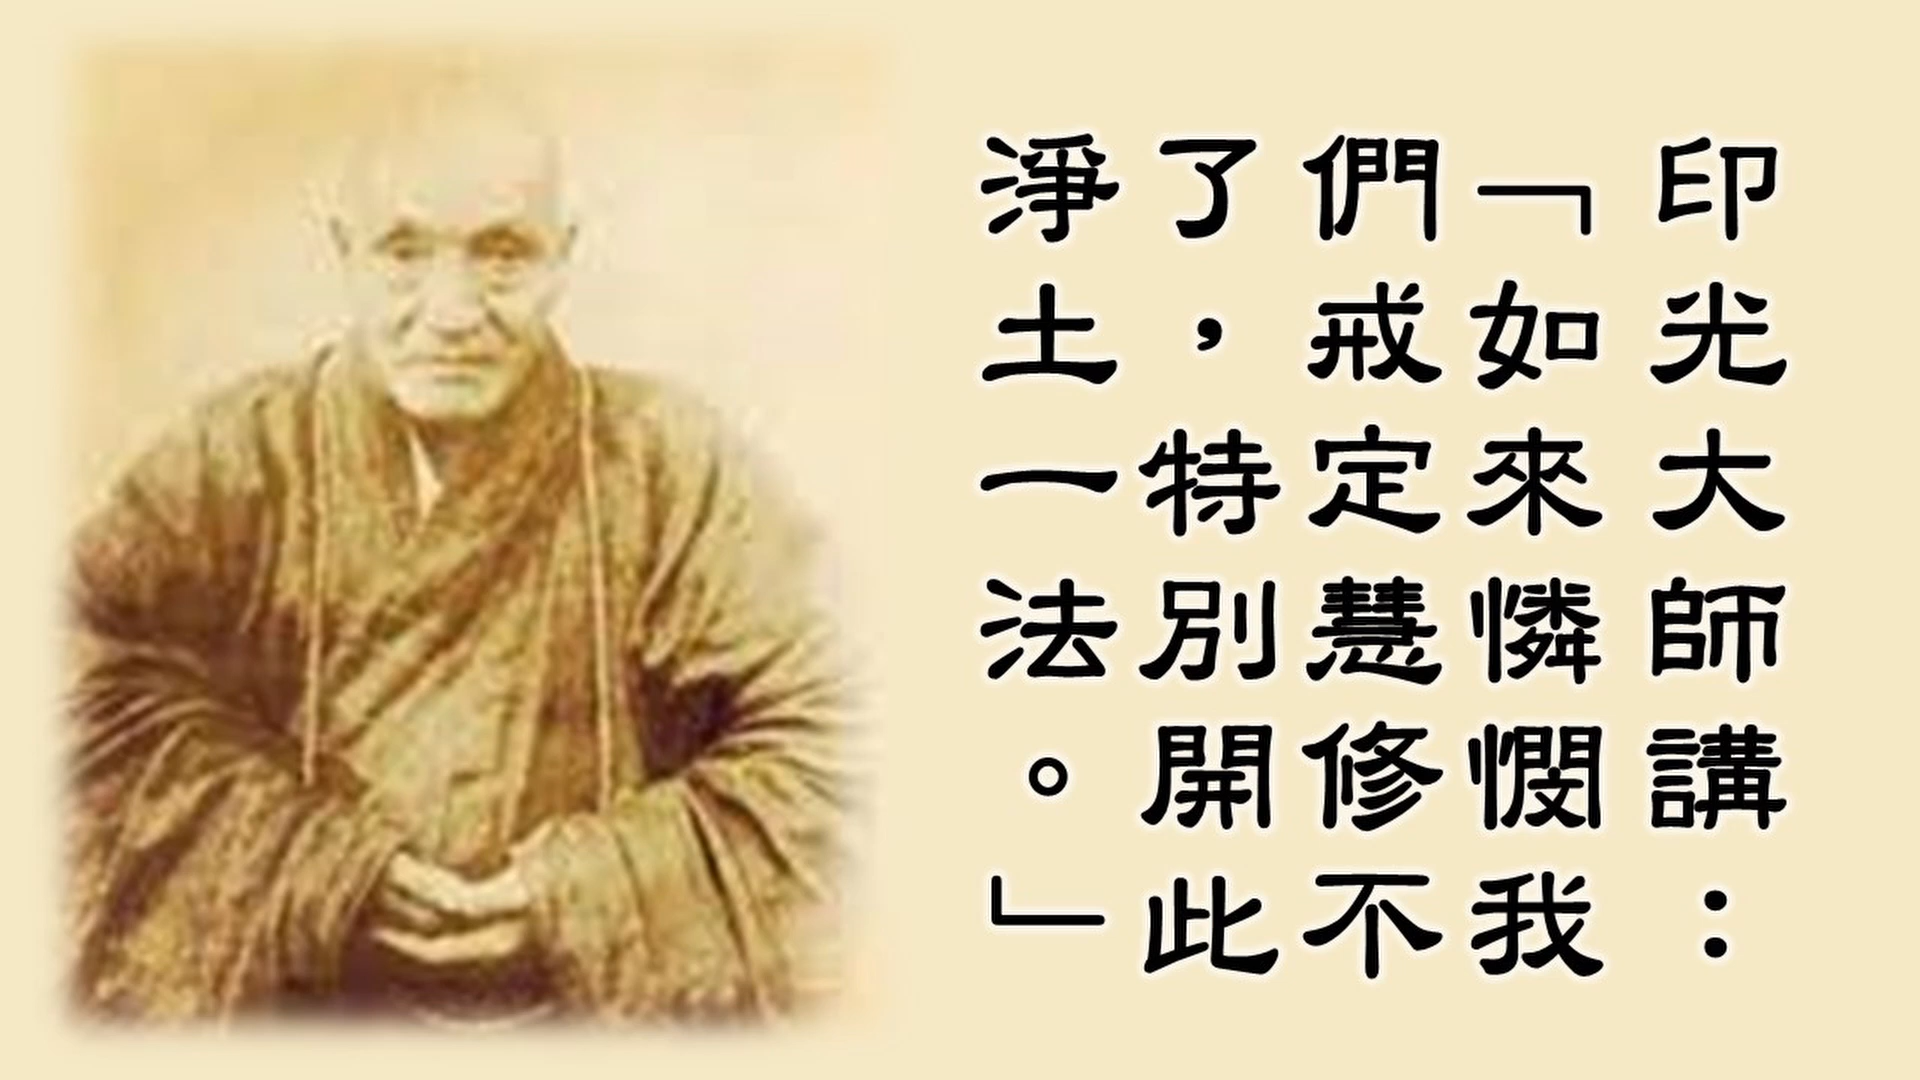 印光大師講：
「如來憐憫我
們戒定慧修不
了，特別開此
淨土一法。」